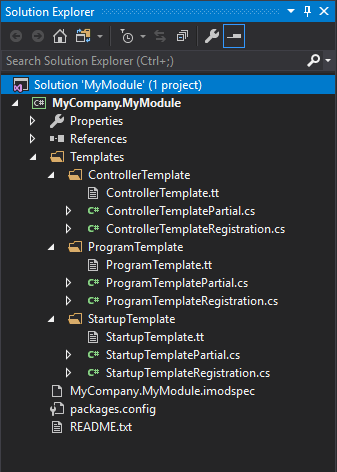 Solution Explorer
Search Solution Explorer (Ctrl+;)
Solution 'MyModule' (1 project)
C# MyCompany.MyModule
Properties
References
Templates
ControllerTemplate
ControllerTemplate.tt
C# ControllerTemplatePartial.cs
C# ControllerTemplateRegistration.cs
ProgramTemplate
ProgramTemplate.tt
C# ProgramTemplatePartial.cs
C# ProgramTemplateRegistration.cs
StartupTemplate
StartupTemplate.tt
C# StartupTemplatePartial.cs
C# StartupTemplateRegistration.cs
MyCompany.MyModule.imodspec
packages.config
README.txt